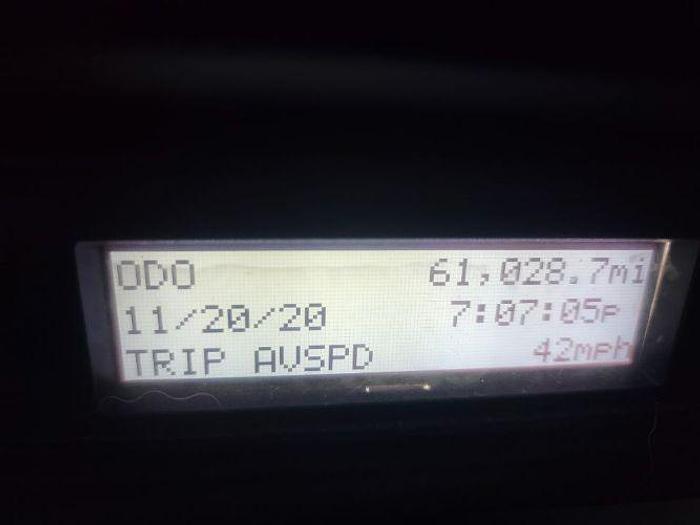 ODO 61,028.7mi
11/20/20 7:07:05p
TRIP AVSPD 42mph